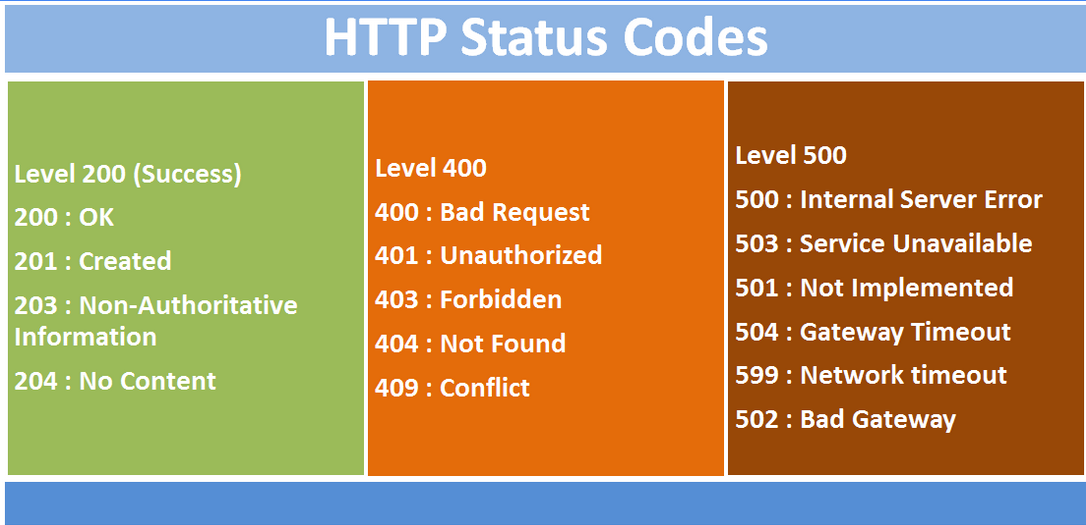 HTTP Status Codes
Level 200 (Success)
200 : OK
201 : Created
203 : Non-Authoritative
Information
204 : No Content
Level 400
400 : Bad Request
401 : Unauthorized
403 : Forbidden
404 : Not Found
409 : Conflict
Level 500
500 : Internal Server Error
503 : Service Unavailable
501 : Not Implemented
504 : Gateway Timeout
599 : Network timeout
502 : Bad Gateway